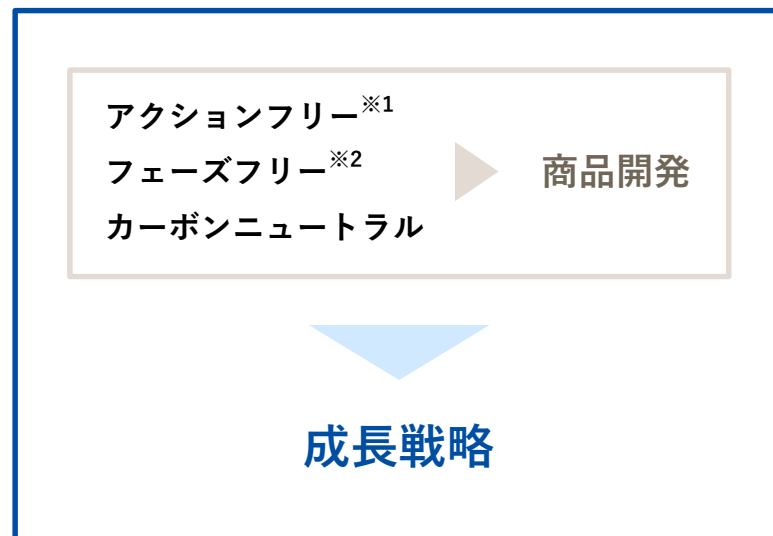 アクションフリー※1
フェーズフリー※2
カーボンニュートラル
商品開発
成長戦略